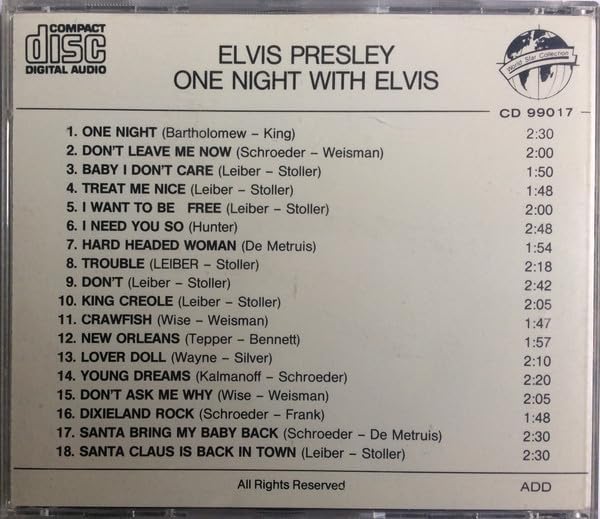 COMPACT
disc
DIGITAL AUDIO
ELVIS PRESLEY
ONE NIGHT WITH ELVIS
World Star Collection
CD 99017
1. ONE NIGHT (Bartholomew – King) 2:30
2. DON'T LEAVE ME NOW (Schroeder – Weisman) 2:00
3. BABY I DON'T CARE (Leiber – Stoller) 1:50
4. TREAT ME NICE (Leiber – Stoller) 1:48
5. I WANT TO BE FREE (Leiber – Stoller) 2:00
6. I NEED YOU SO (Hunter) 2:48
7. HARD HEADED WOMAN (De Metruis) 1:54
8. TROUBLE (LEIBER – Stoller) 2:18
9. DON'T (Leiber – Stoller) 2:42
10. KING CREOLE (Leiber – Stoller) 2:05
11. CRAWFISH (Wise – Weisman) 1:47
12. NEW ORLEANS (Tepper – Bennett) 1:57
13. LOVER DOLL (Wayne – Silver) 2:10
14. YOUNG DREAMS (Kalmanoff – Schroeder) 2:20
15. DON'T ASK ME WHY (Wise – Weisman) 2:05
16. DIXIELAND ROCK (Schroeder – Frank) 1:48
17. SANTA BRING MY BABY BACK (Schroeder – De Metruis) 2:30
18. SANTA CLAUS IS BACK IN TOWN (Leiber – Stoller) 2:30
All Rights Reserved ADD